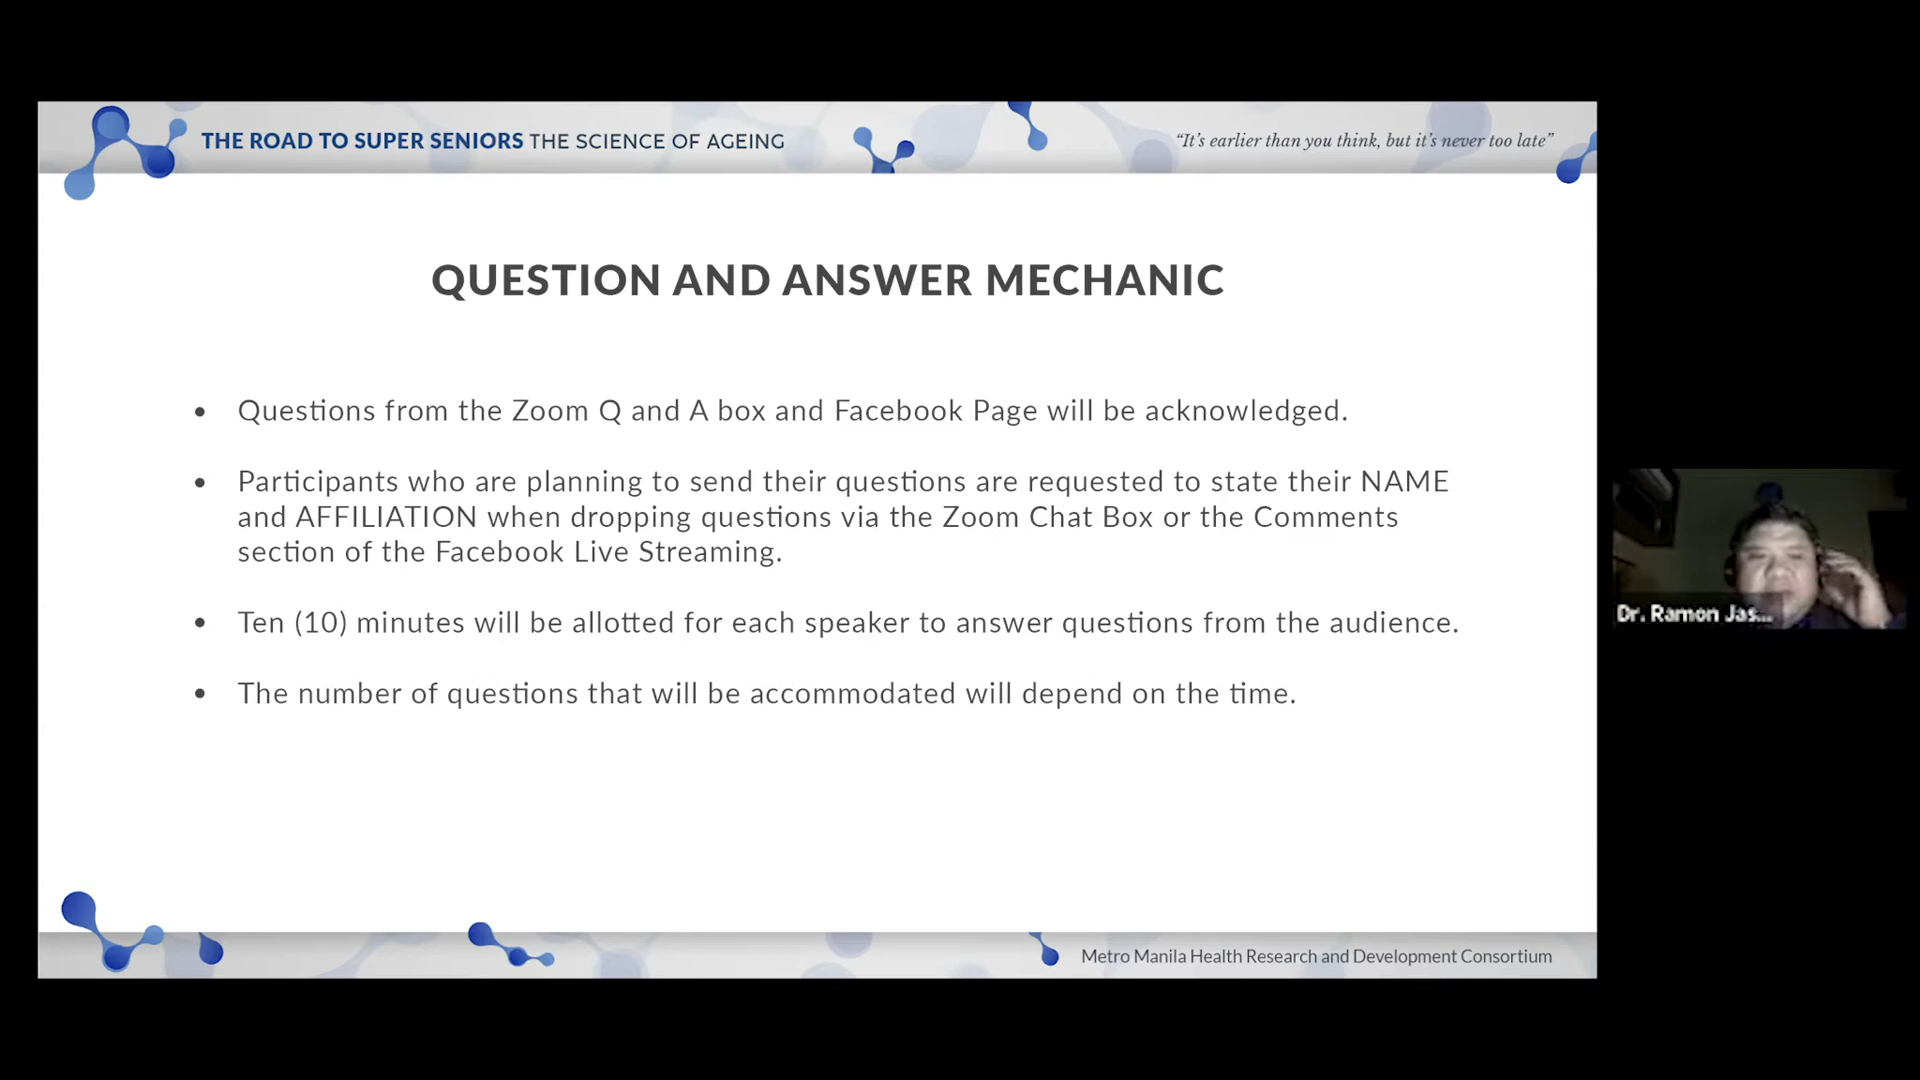 THE ROAD TO SUPER SENIORS THE SCIENCE OF AGEING
“It’s earlier than you think, but it’s never too late”
QUESTION AND ANSWER MECHANIC
• Questions from the Zoom Q and A box and Facebook Page will be acknowledged.
• Participants who are planning to send their questions are requested to state their NAME
and AFFILIATION when dropping questions via the Zoom Chat Box or the Comments
section of the Facebook Live Streaming.
• Ten (10) minutes will be allotted for each speaker to answer questions from the audience.
• The number of questions that will be accommodated will depend on the time.
Dr. Ramon Jas...
Metro Manila Health Research and Development Consortium